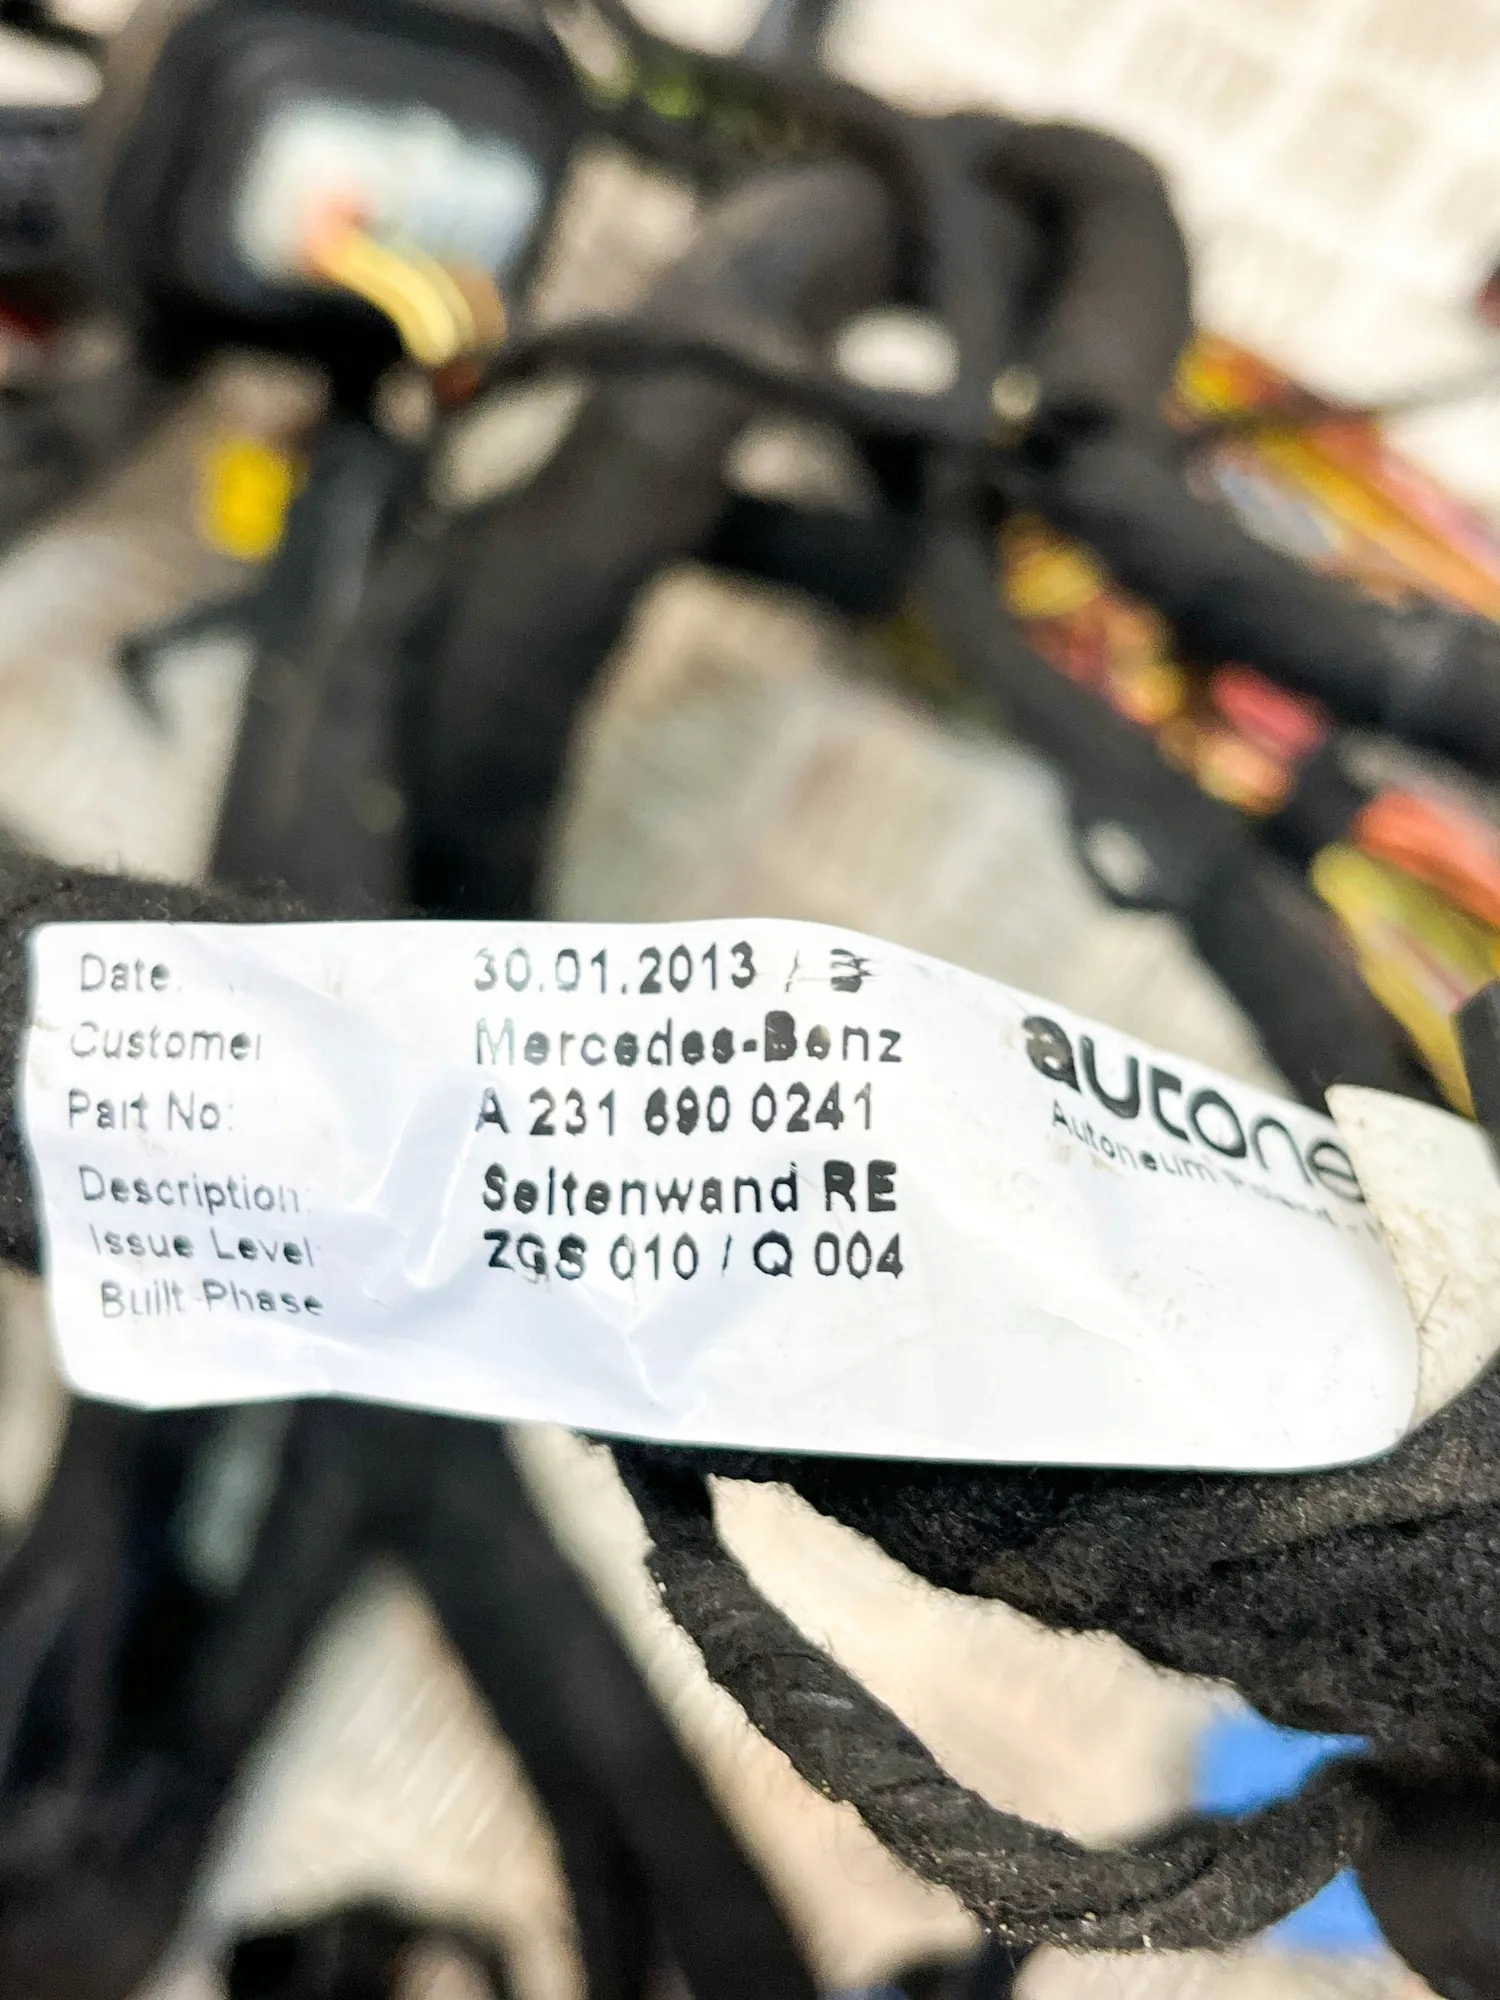 Date: 30.01.2013 /
Customer Mercedes-Benz
Part No: A 231 690 0241
Description: Seitenwand RE
Issue Level ZGS 010 / Q 004
Built-Phase
autone